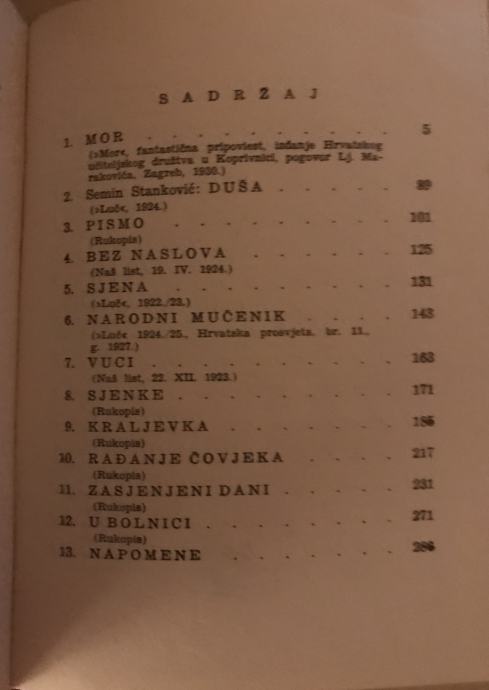 SADRŽAJ
1. MOR . . . . . . . . . . 5
(»Mor«, fantastična pripoviest, izdanje Hrvatskog
učiteljskog društva u Koprivnici, pogovor Lj. Ma-
rakovića, Zagreb, 1930.)
2. Semin Stanković: DUŠA . . . . . 89
(»Luč«, 1924.)
3. PISMO . . . . . . . . . 101
(Rukopis)
4. BEZ NASLOVA . . . . . . 125
(Naš list, 19. IV. 1924.)
5. SJENA . . . . . . . . . 131
(»Luč«, 1922./23.)
6. NARODNI MUČENIK . . . . 143
(»Luč« 1924./25., Hrvatska prosvjeta, br. 11.,
g. 1927.)
7. VUCI . . . . . . . . . 163
(Naš list, 22. XII. 1923.)
8. SJENKE . . . . . . . . 171
(Rukopis)
9. KRALJEVKA . . . . . . . 185
(Rukopis)
10. RAĐANJE ČOVJEKA . . . . 217
(Rukopis)
11. ZASJENJENI DANI . . . . . 231
(Rukopis)
12. U BOLNICI . . . . . . . 271
(Rukopis)
13. NAPOMENE . . . . . . 286